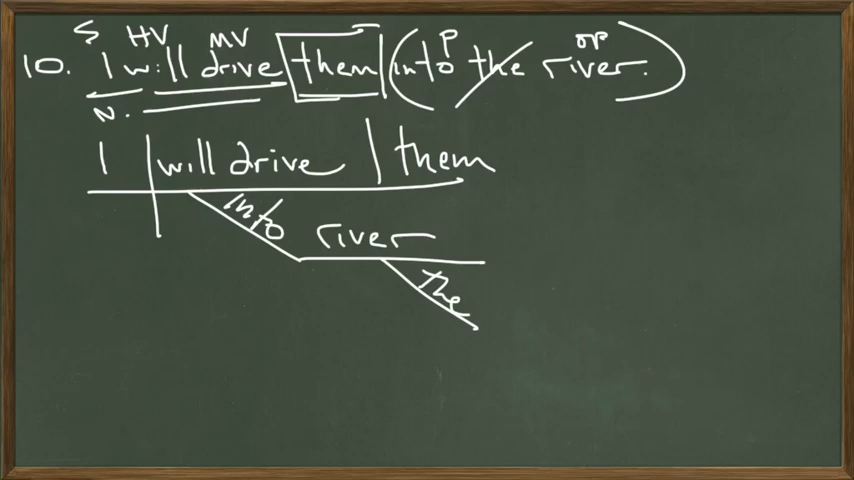 S HV MV P OP
10. I will drive them into the river.
N.
I will drive them
into river
the